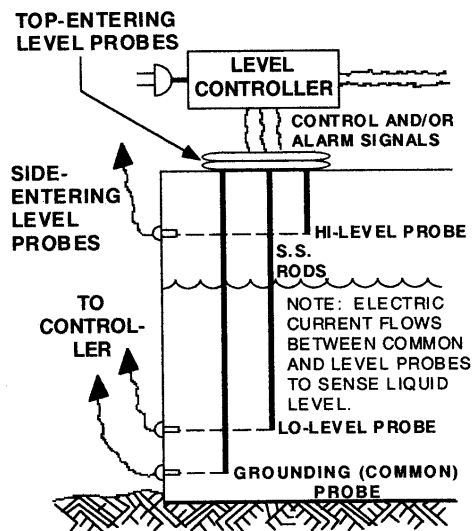 TOP-ENTERING
LEVEL PROBES
LEVEL
CONTROLLER
CONTROL AND/OR
ALARM SIGNALS
SIDE-
ENTERING
LEVEL
PROBES
HI-LEVEL PROBE
S.S.
RODS
TO
CONTROL-
LER
NOTE: ELECTRIC
CURRENT FLOWS
BETWEEN COMMON
AND LEVEL PROBES
TO SENSE LIQUID
LEVEL.
LO-LEVEL PROBE
GROUNDING (COMMON)
PROBE